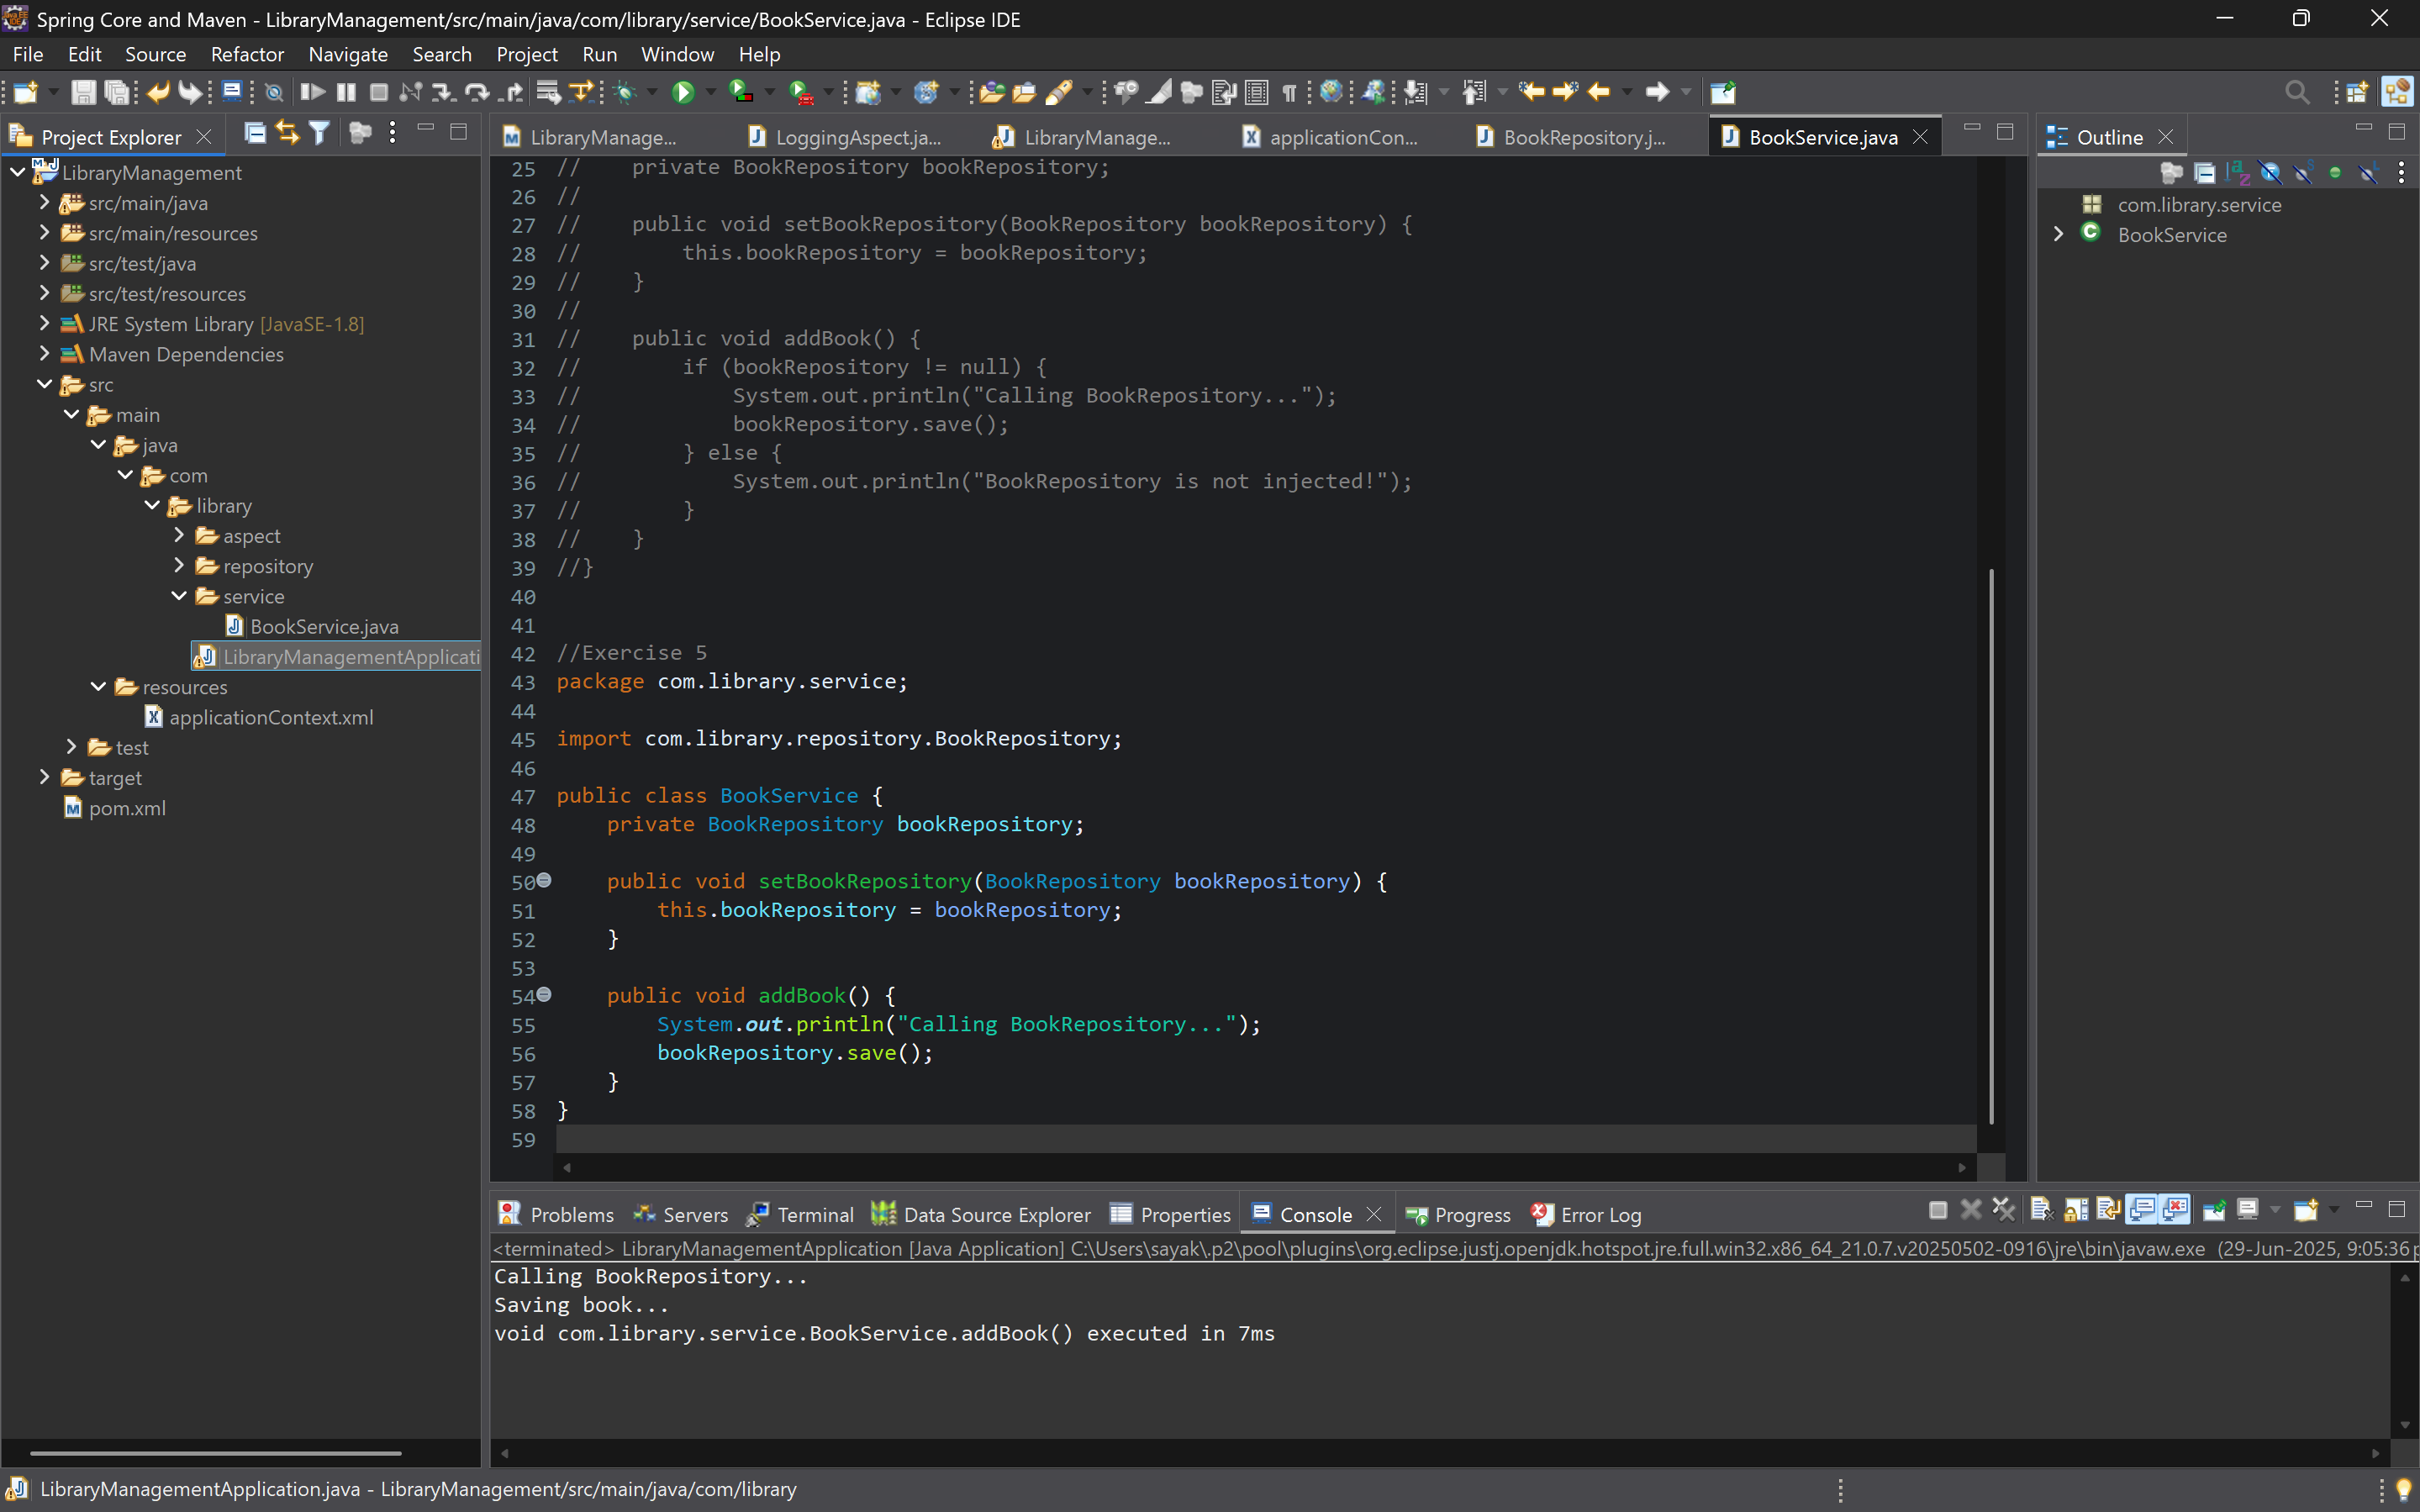 Spring Core and Maven - LibraryManagement/src/main/java/com/library/service/BookService.java - Eclipse IDE
File Edit Source Refactor Navigate Search Project Run Window Help
Project Explorer
LibraryManage...
LoggingAspect.ja...
LibraryManage...
applicationCon...
BookRepository.j...
BookService.java
Outline
LibraryManagement
src/main/java
src/main/resources
src/test/java
src/test/resources
JRE System Library [JavaSE-1.8]
Maven Dependencies
src
main
java
com
library
aspect
repository
service
BookService.java
LibraryManagementApplicati
resources
applicationContext.xml
test
target
pom.xml
25 //    private BookRepository bookRepository;
26 //
27 //    public void setBookRepository(BookRepository bookRepository) {
28 //        this.bookRepository = bookRepository;
29 //    }
30 //
31 //    public void addBook() {
32 //        if (bookRepository != null) {
33 //            System.out.println("Calling BookRepository...");
34 //            bookRepository.save();
35 //        } else {
36 //            System.out.println("BookRepository is not injected!");
37 //        }
38 //    }
39 //}
40
41
42 //Exercise 5
43 package com.library.service;
44
45 import com.library.repository.BookRepository;
46
47 public class BookService {
48     private BookRepository bookRepository;
49
50     public void setBookRepository(BookRepository bookRepository) {
51         this.bookRepository = bookRepository;
52     }
53
54     public void addBook() {
55         System.out.println("Calling BookRepository...");
56         bookRepository.save();
57     }
58 }
59
com.library.service
BookService
Problems Servers Terminal Data Source Explorer Properties Console Progress Error Log
<terminated> LibraryManagementApplication [Java Application] C:\Users\sayak\.p2\pool\plugins\org.eclipse.justj.openjdk.hotspot.jre.full.win32.x86_64_21.0.7.v20250502-0916\jre\bin\javaw.exe (29-Jun-2025, 9:05:36 p
Calling BookRepository...
Saving book...
void com.library.service.BookService.addBook() executed in 7ms
LibraryManagementApplication.java - LibraryManagement/src/main/java/com/library